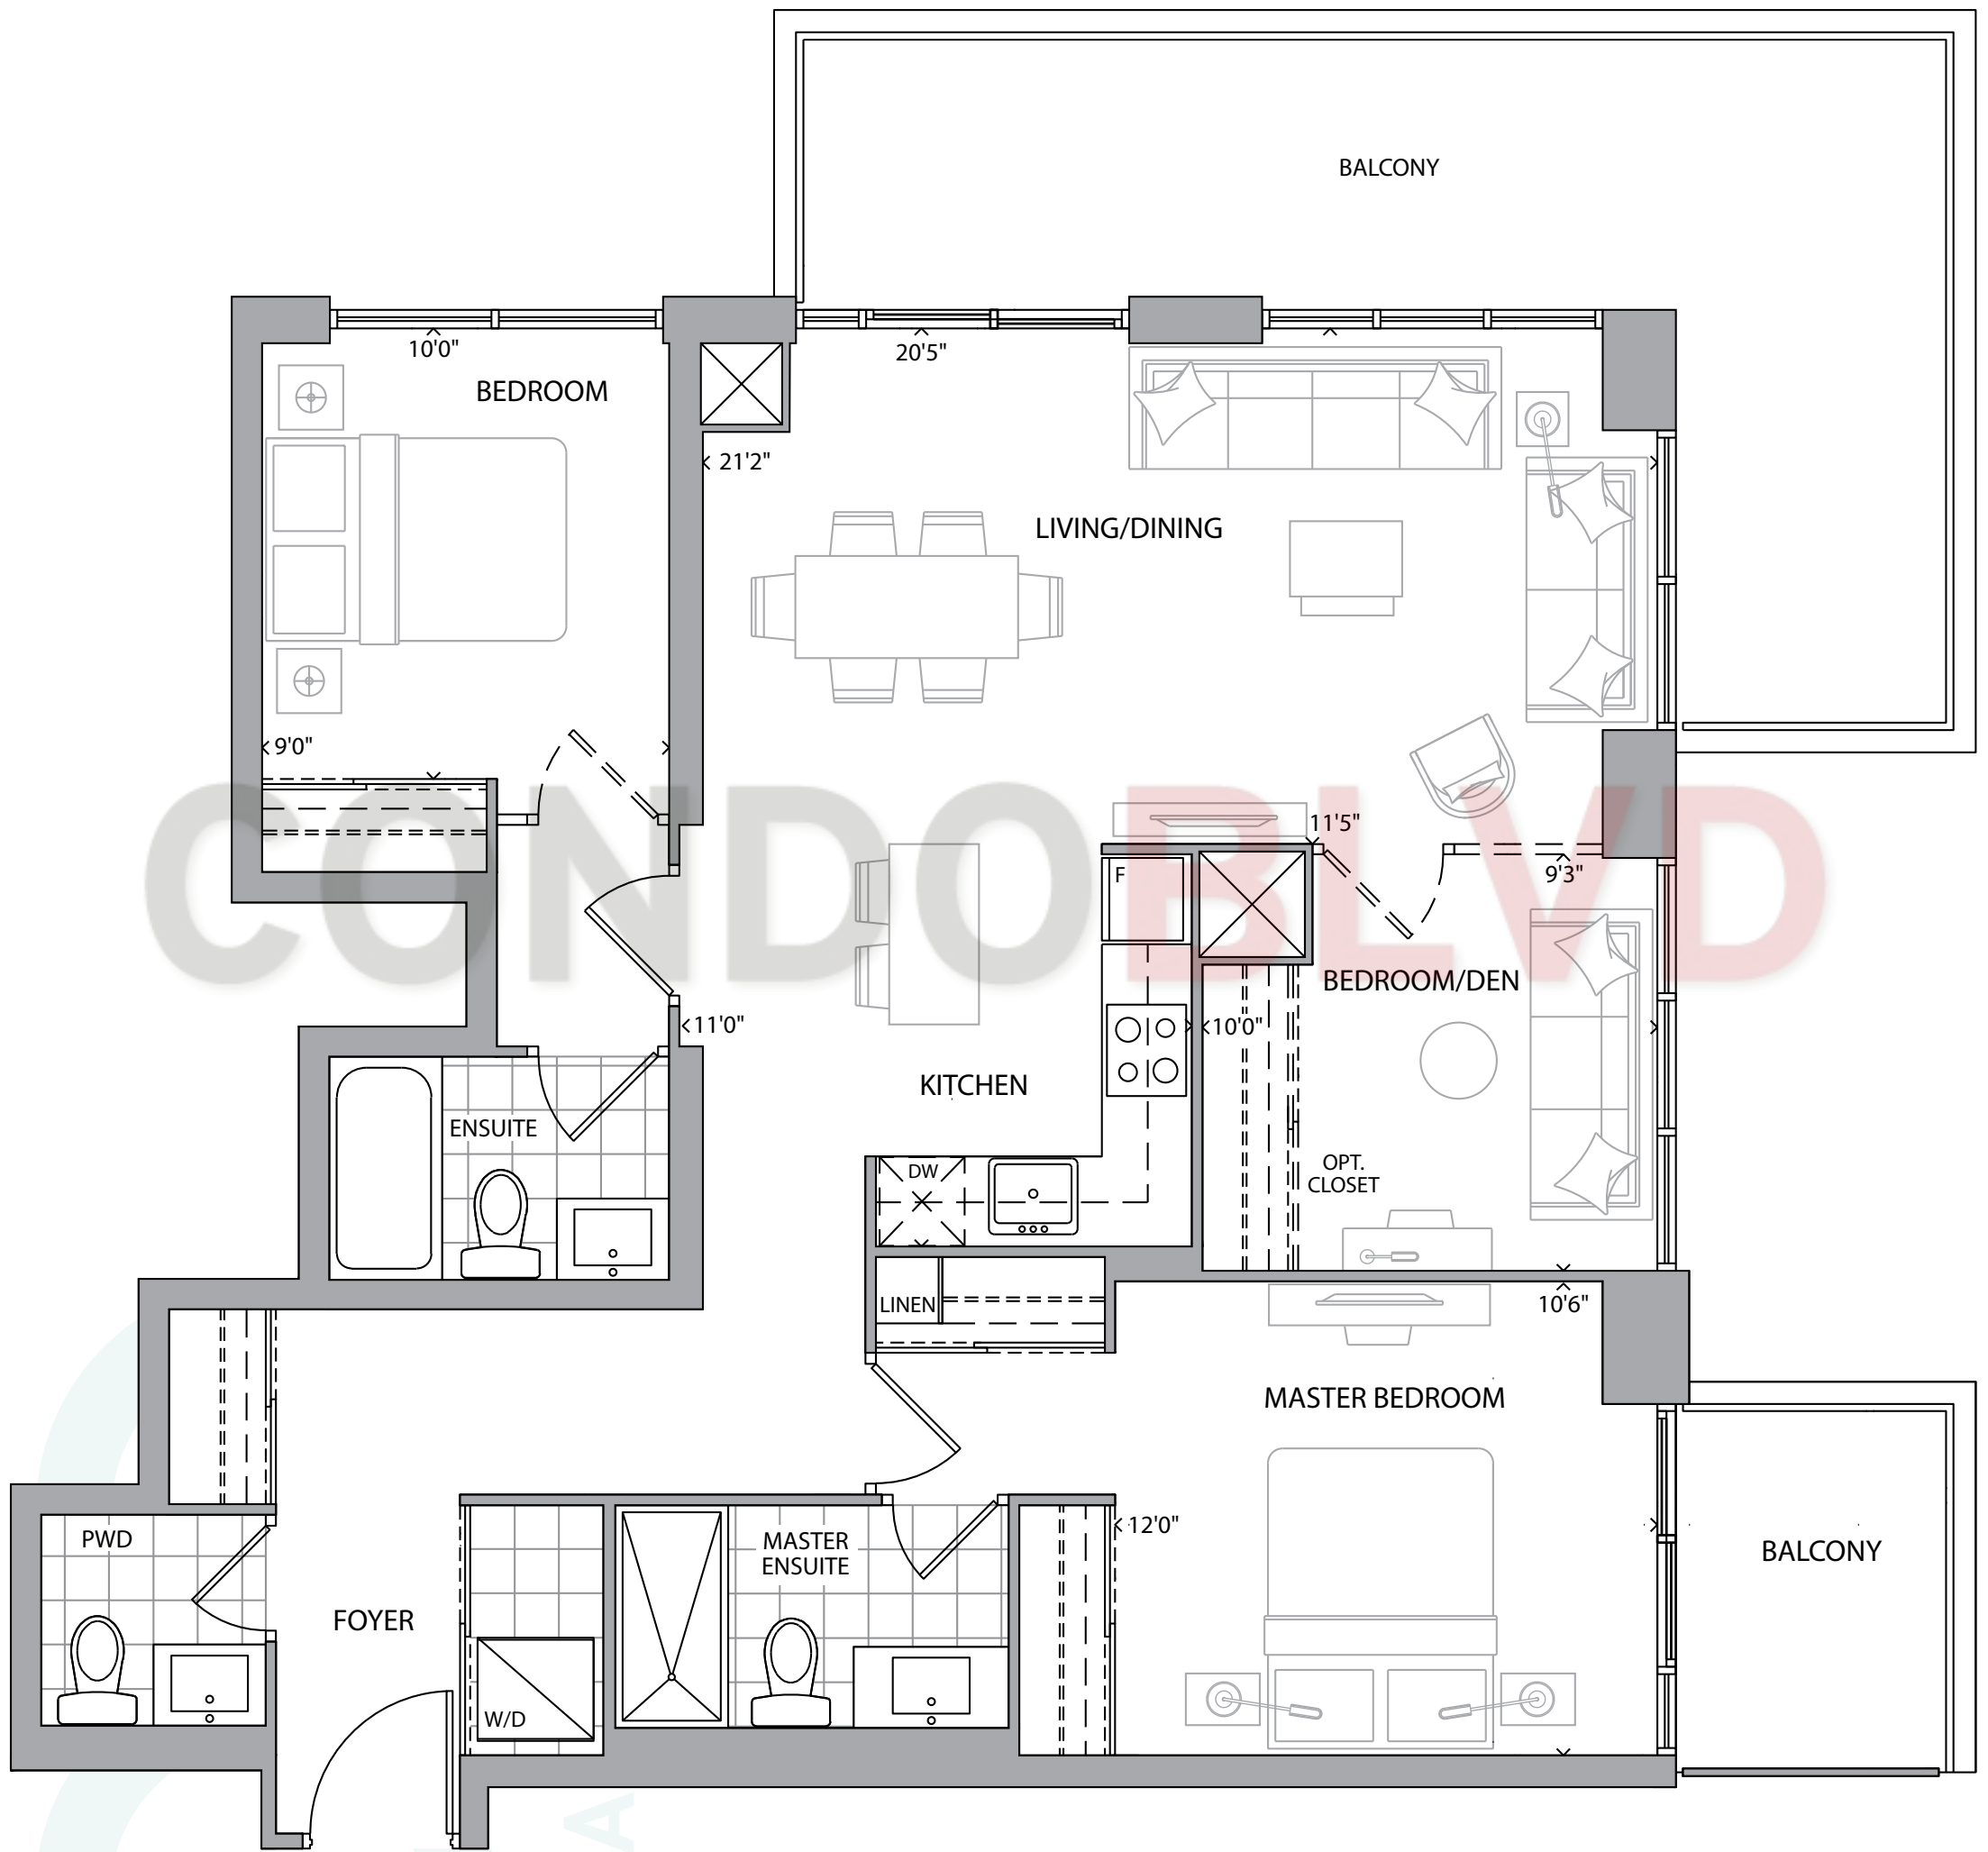 BALCONY
10'0"
20'5"
BEDROOM
21'2"
LIVING/DINING
9'0"
CONDOBLVD
11'5"
F
9'3"
BEDROOM/DEN
11'0"
10'0"
KITCHEN
ENSUITE
DW
OPT.
CLOSET
LINEN
10'6"
MASTER BEDROOM
12'0"
PWD
MASTER
ENSUITE
BALCONY
FOYER
W/D
A